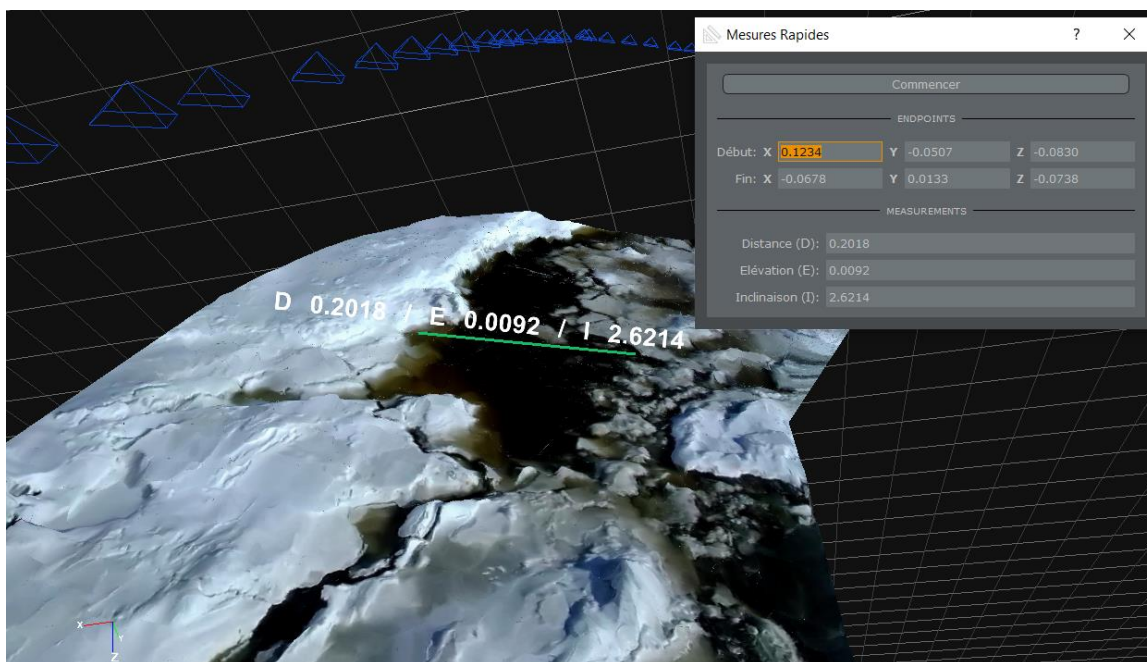 Mesures Rapides ? ×
Commencer
ENDPOINTS
Début: X 0.1234 Y -0.0507 Z -0.0830
Fin: X -0.0678 Y 0.0133 Z -0.0738
MEASUREMENTS
Distance (D): 0.2018
Elévation (E): 0.0092
Inclinaison (I): 2.6214
D 0.2018 / E 0.0092 / I 2.6214
X
Y
Z